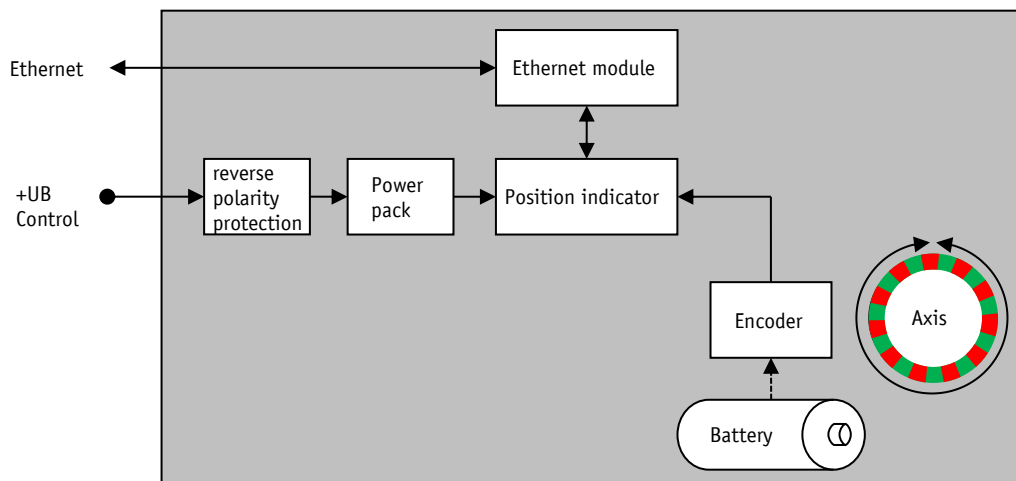 Ethernet
Ethernet module
+UB
Control
reverse
polarity
protection
Power
pack
Position indicator
Encoder
Axis
Battery